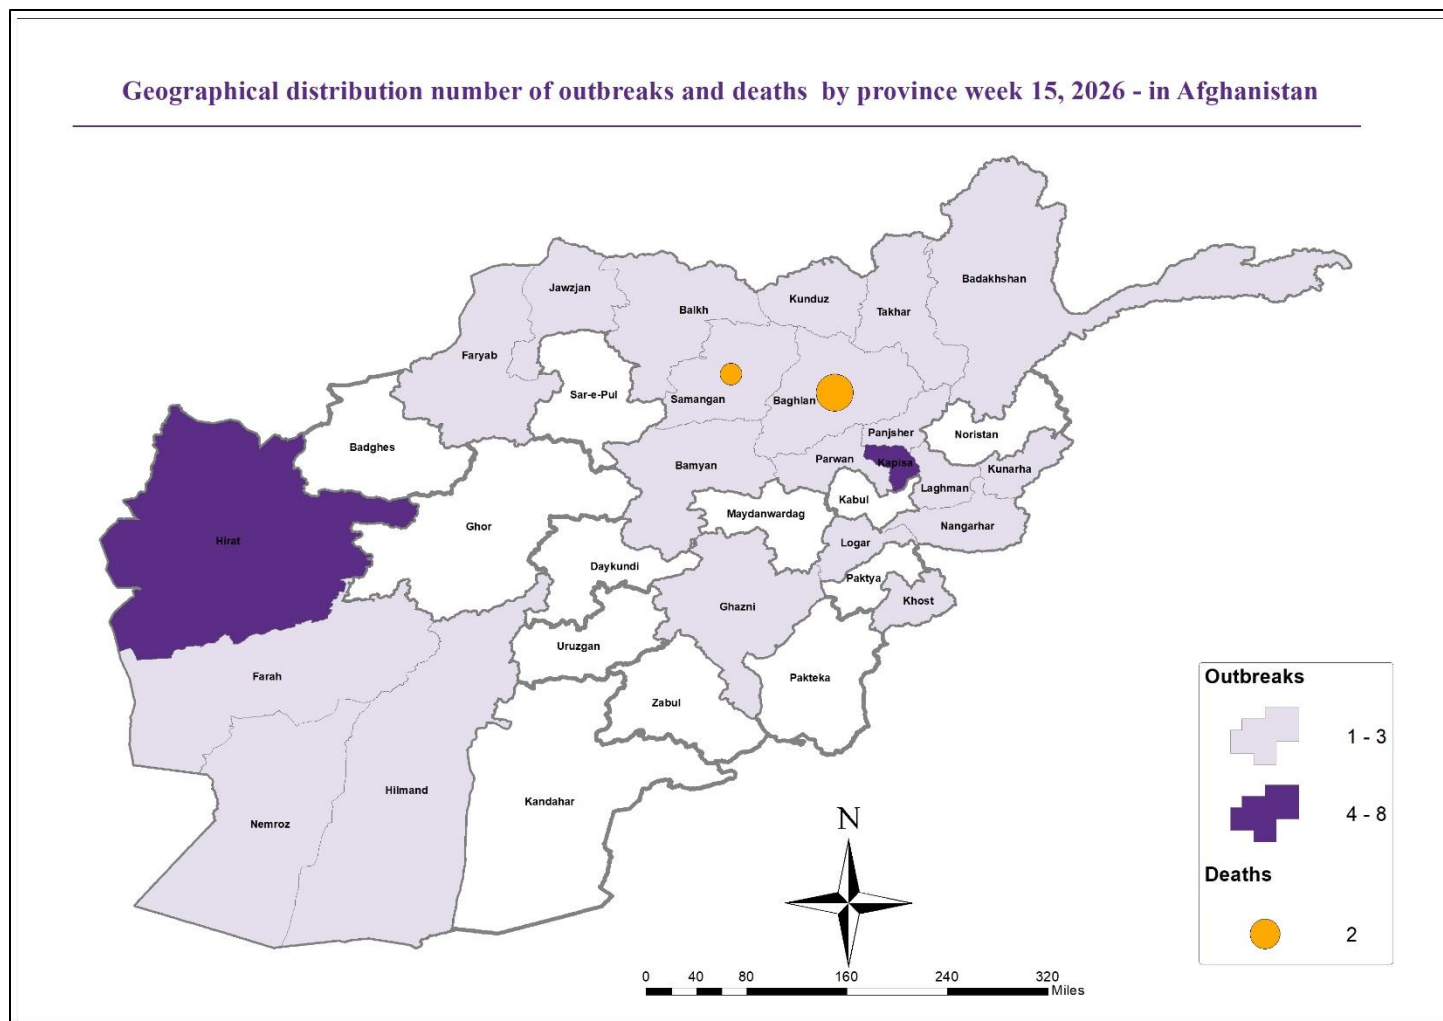 Geographical distribution number of outbreaks and deaths by province week 15, 2026 - in Afghanistan
Badakhshan
Jawzjan
Kunduz
Balkh
Takhar
Faryab
Sar-e-Pul
Samangan
Baghlan
Badghes
Panjsher
Noristan
Bamyan
Parwan
Kapisa
Kunarha
Laghman
Kabul
Maydanwardag
Ghor
Nangarhar
Hirat
Logar
Daykundi
Paktya
Khost
Ghazni
Uruzgan
Farah
Pakteka
Zabul
Hilmand
Kandahar
Nemroz
Outbreaks
1 - 3
4 - 8
Deaths
2
N
0 40 80 160 240 320
Miles